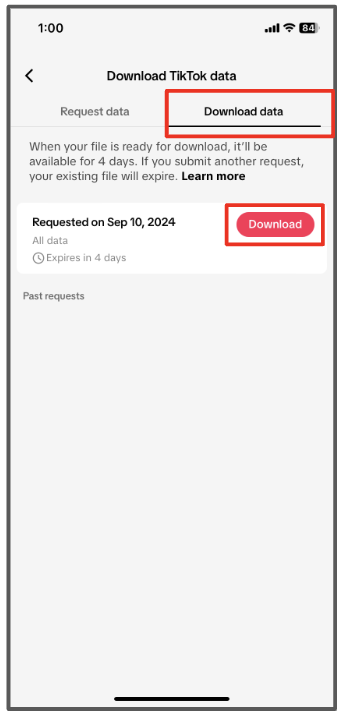 1:00
84
Download TikTok data
Request data
Download data
When your file is ready for download, it'll be
available for 4 days. If you submit another request,
your existing file will expire. Learn more
Requested on Sep 10, 2024
Download
All data
Expires in 4 days
Past requests